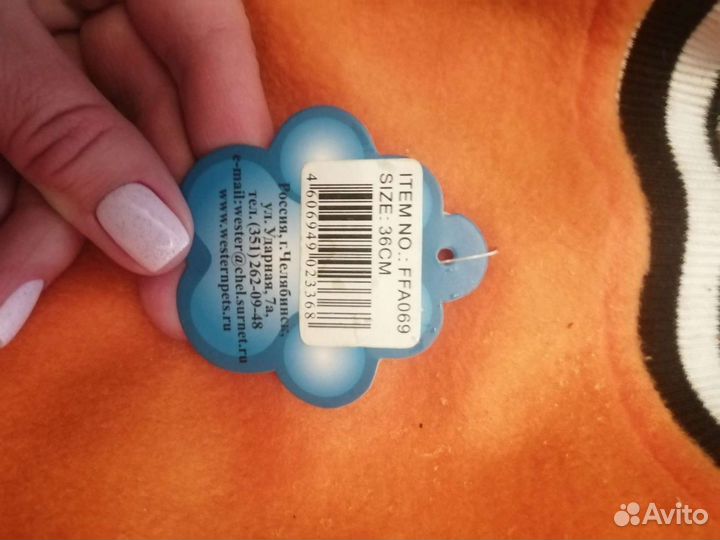 ITEM NO.: FFA069
SIZE: 36CM
4 606949 023368
Россия, г.Челябинск,
ул. Ударная, 7а,
тел.(351)262-09-48
e-mail:wester@chel.surnet.ru
www.westernpets.ru
Avito